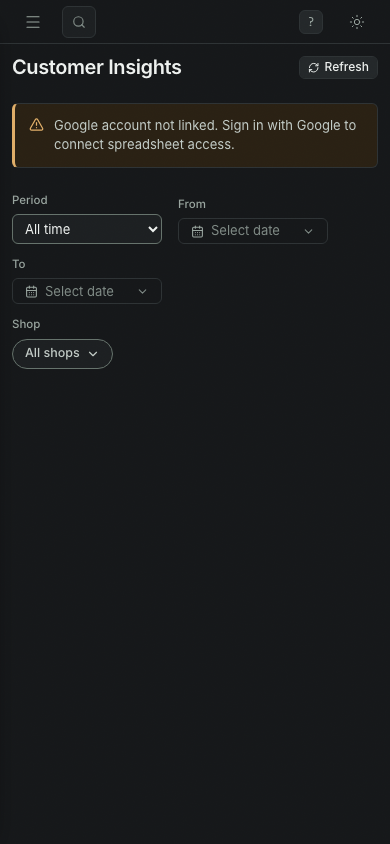 ?
Customer Insights
Refresh
Google account not linked. Sign in with Google to
connect spreadsheet access.
Period
From
All time
Select date
To
Select date
Shop
All shops